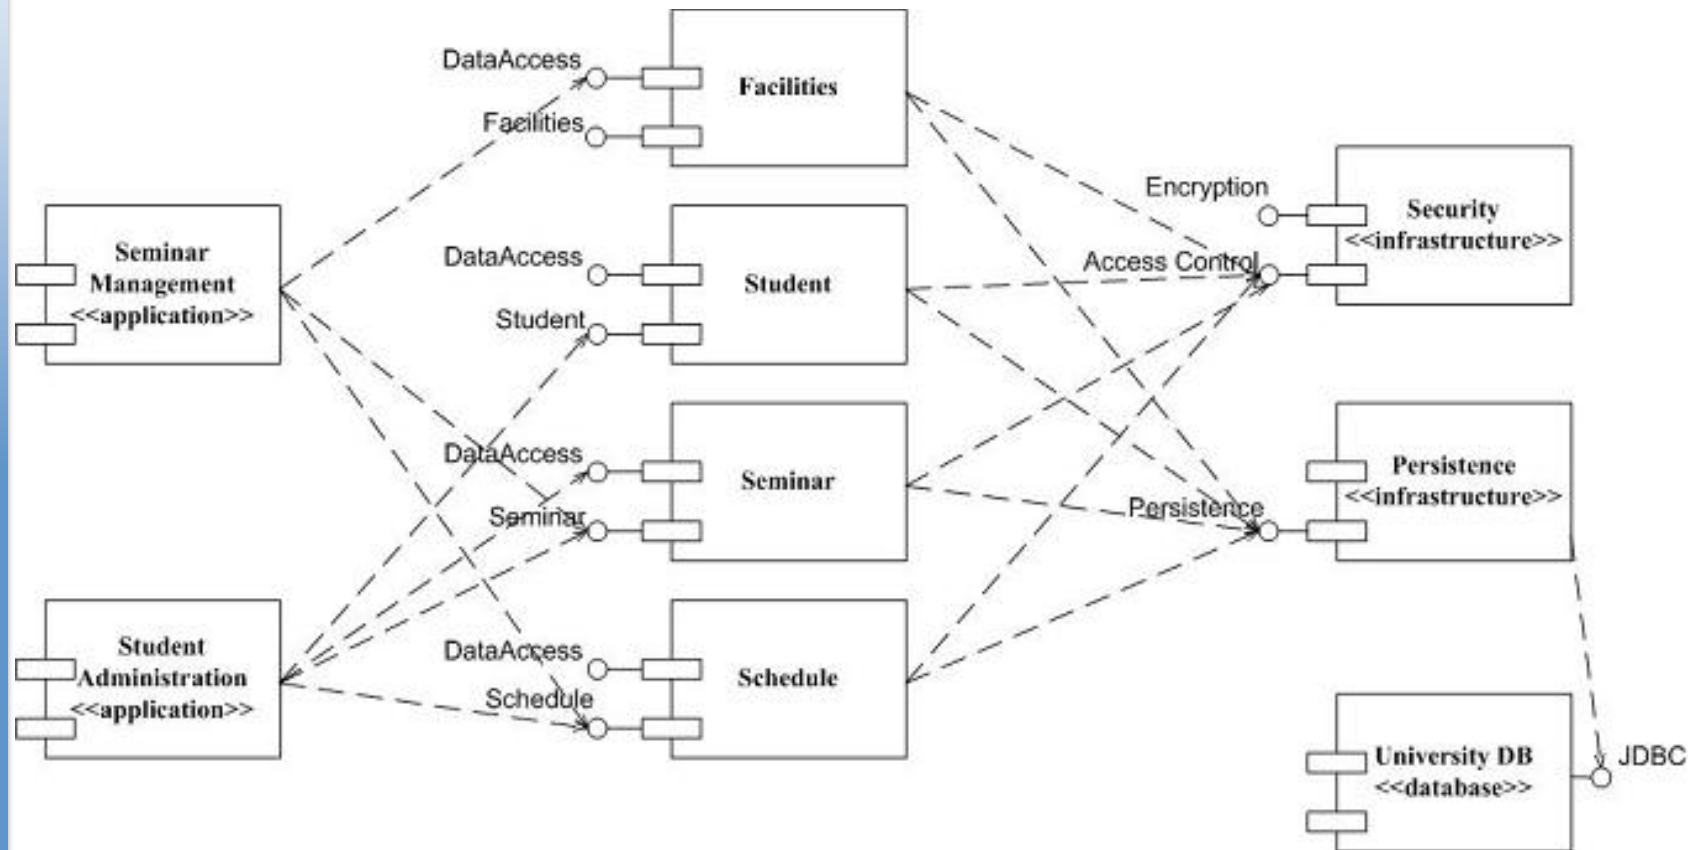 DataAccess
Facilities
Facilities
Seminar
Management
<<application>>
DataAccess
Student
Student
DataAccess
Seminar
Seminar
Student
Administration
<<application>>
DataAccess
Schedule
Schedule
Encryption
Access Control
Security
<<infrastructure>>
Persistence
Persistence
<<infrastructure>>
University DB
<<database>>
JDBC